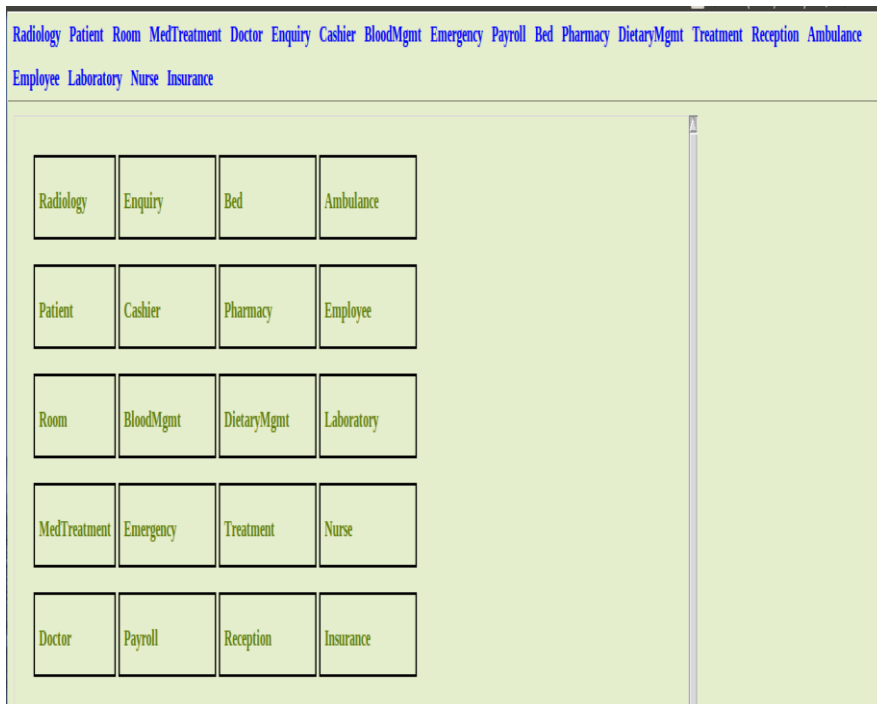 Radiology Patient Room MedTreatment Doctor Enquiry Cashier BloodMgmt Emergency Payroll Bed Pharmacy DietaryMgmt Treatment Reception Ambulance
Employee Laboratory Nurse Insurance
Radiology Enquiry Bed Ambulance
Patient Cashier Pharmacy Employee
Room BloodMgmt DietaryMgmt Laboratory
MedTreatment Emergency Treatment Nurse
Doctor Payroll Reception Insurance